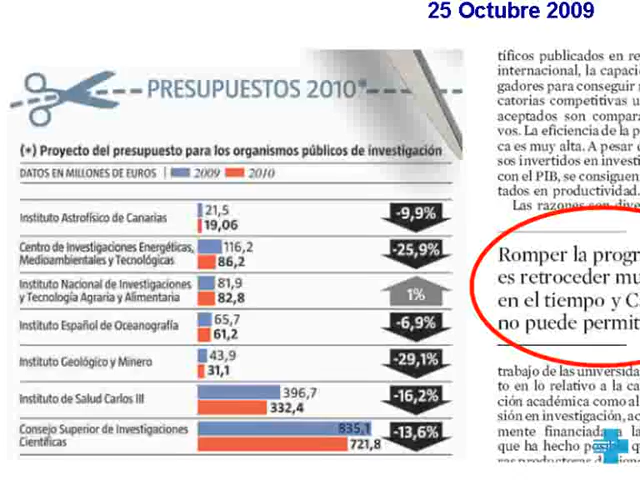 25 Octubre 2009
PRESUPUESTOS 2010*
(+) Proyecto del presupuesto para los organismos públicos de investigación
DATOS EN MILLONES DE EUROS | 2009 2010
Instituto Astrofísico de Canarias
21,5
19,06
-9,9%
Centro de Investigaciones Energéticas,
Medioambientales y Tecnológicas
116,2
86,2
-25,9%
Instituto Nacional de Investigaciones
y Tecnología Agraria y Alimentaria
81,9
82,8
1%
Instituto Español de Oceanografía
65,7
61,2
-6,9%
Instituto Geológico y Minero
43,9
31,1
-29,1%
Instituto de Salud Carlos III
396,7
332,4
-16,2%
Consejo Superior de Investigaciones
Científicas
835,1
721,8
-13,6%
tíficos publicados en re
internacional, la capaci
gadores para conseguir
catorias competitivas u
aceptados son compara
vos. La eficiencia de la p
ca es muy alta. A pesar
sos invertidos en investi
con el PIB, se consiguen
tados en productividad.
Las razones son dive
Romper la progr
es retroceder mu
en el tiempo y C
no puede permit
trabajo de las universida
to en lo relativo a la ca
ción académica como al
sión en investigación, ac
mente financiada a la
que ha hecho